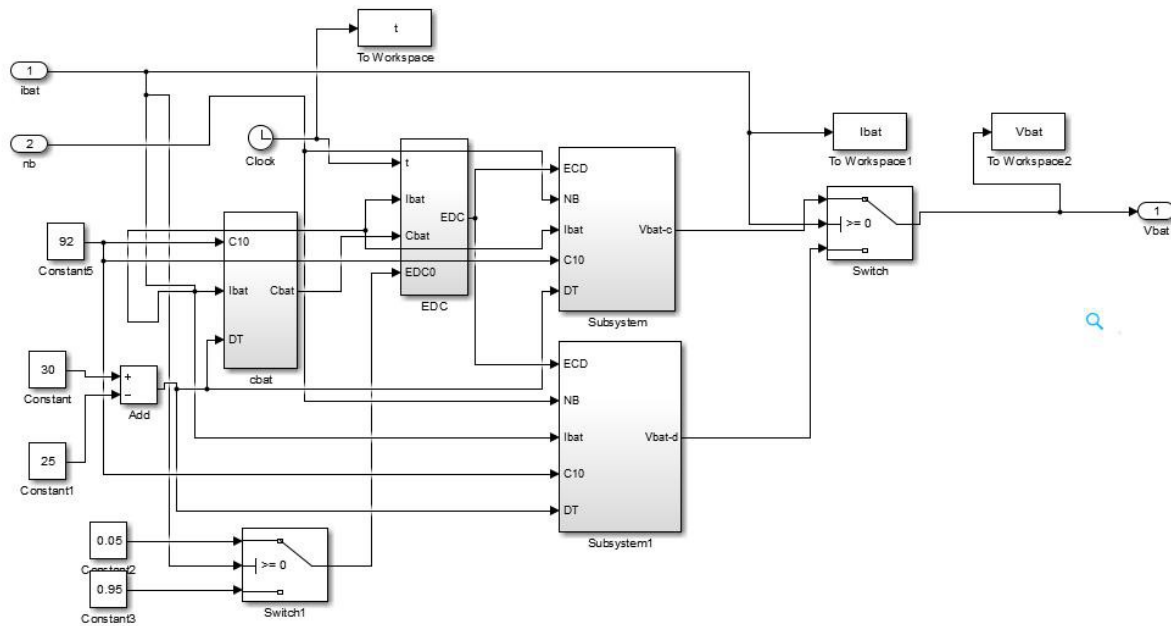 t
To Workspace
1
ibat
2
nb
Clock
Ibat
To Workspace1
Vbat
To Workspace2
t
Ibat
Cbat
EDC0
EDC
EDC
ECD
NB
Ibat
C10
DT
Vbat-c
Subsystem
>= 0
Switch
1
Vbat
92
Constant5
C10
Ibat
DT
Cbat
cbat
30
Constant
+
−
Add
25
Constant1
ECD
NB
Ibat
C10
DT
Vbat-d
Subsystem1
0.05
Constant2
0.95
Constant3
>= 0
Switch1